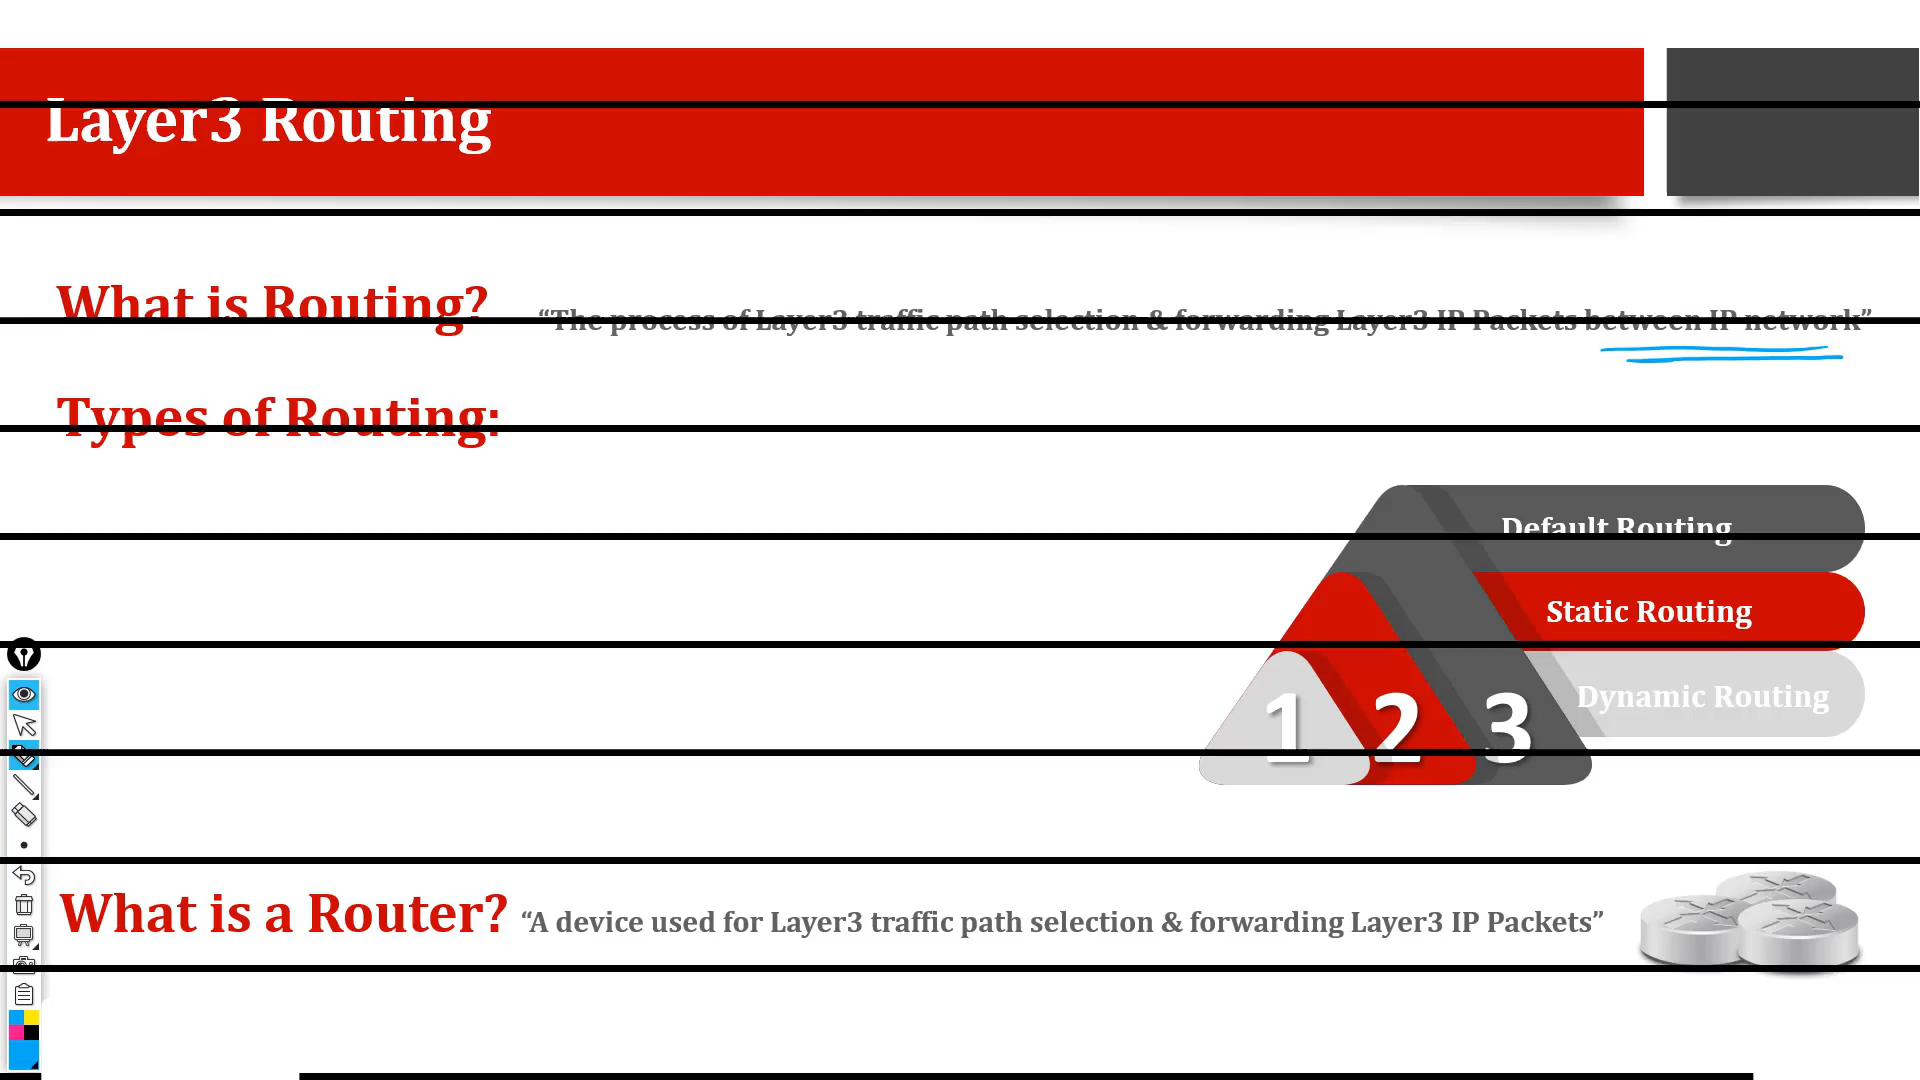 Layer3 Routing
What is Routing? “The process of Layer3 traffic path selection & forwarding Layer3 IP Packets between IP network”
Types of Routing:
Default Routing
Static Routing
Dynamic Routing
1 2 3
What is a Router? “A device used for Layer3 traffic path selection & forwarding Layer3 IP Packets”